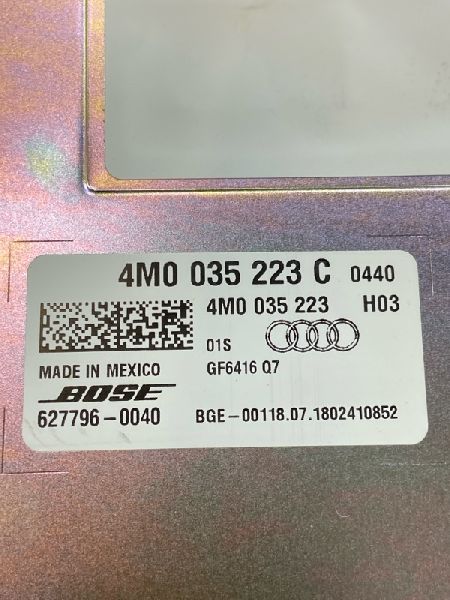 4M0 035 223 C 0440
4M0 035 223 H03
01S
MADE IN MEXICO GF6416 Q7
BOSE
627796-0040 BGE-00118.07.1802410852